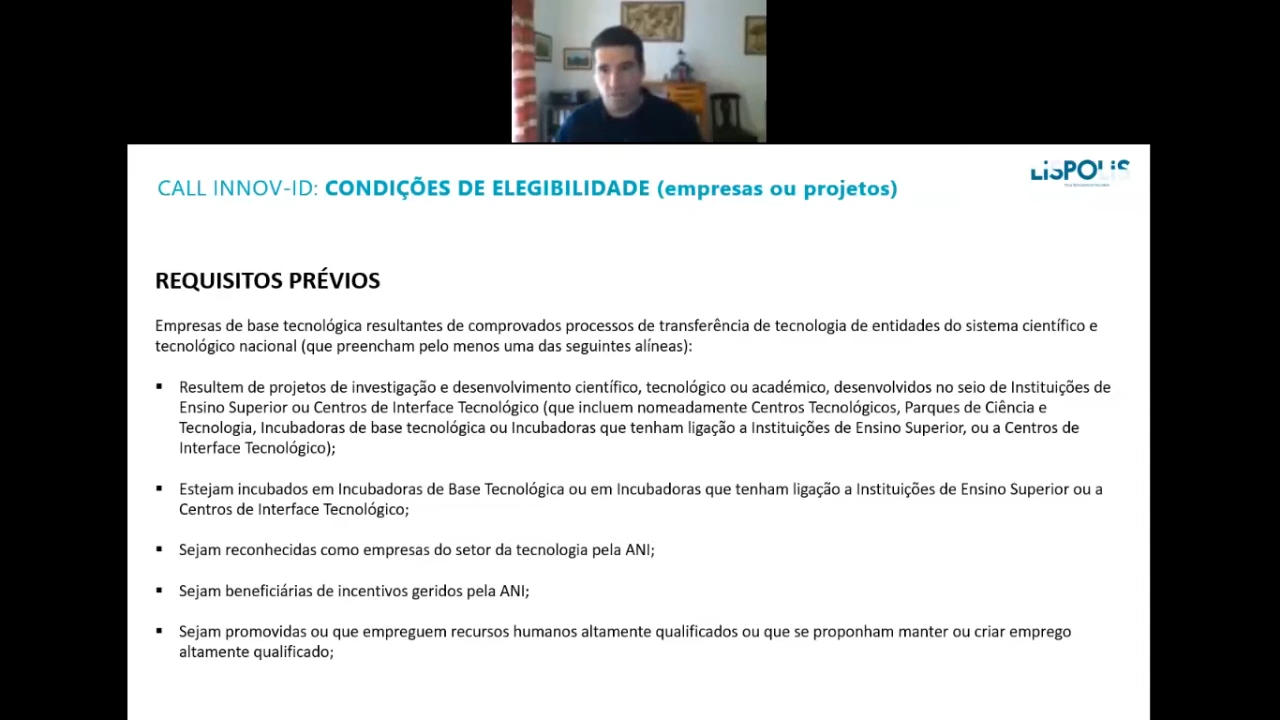 CALL INNOV-ID: CONDIÇÕES DE ELEGIBILIDADE (empresas ou projetos)
LiSPOLiS
REQUISITOS PRÉVIOS
Empresas de base tecnológica resultantes de comprovados processos de transferência de tecnologia de entidades do sistema científico e
tecnológico nacional (que preencham pelo menos uma das seguintes alíneas):
▪ Resultem de projetos de investigação e desenvolvimento científico, tecnológico ou académico, desenvolvidos no seio de Instituições de
Ensino Superior ou Centros de Interface Tecnológico (que incluem nomeadamente Centros Tecnológicos, Parques de Ciência e
Tecnologia, Incubadoras de base tecnológica ou Incubadoras que tenham ligação a Instituições de Ensino Superior, ou a Centros de
Interface Tecnológico);
▪ Estejam incubados em Incubadoras de Base Tecnológica ou em Incubadoras que tenham ligação a Instituições de Ensino Superior ou a
Centros de Interface Tecnológico;
▪ Sejam reconhecidas como empresas do setor da tecnologia pela ANI;
▪ Sejam beneficiárias de incentivos geridos pela ANI;
▪ Sejam promovidas ou que empreguem recursos humanos altamente qualificados ou que se proponham manter ou criar emprego
altamente qualificado;